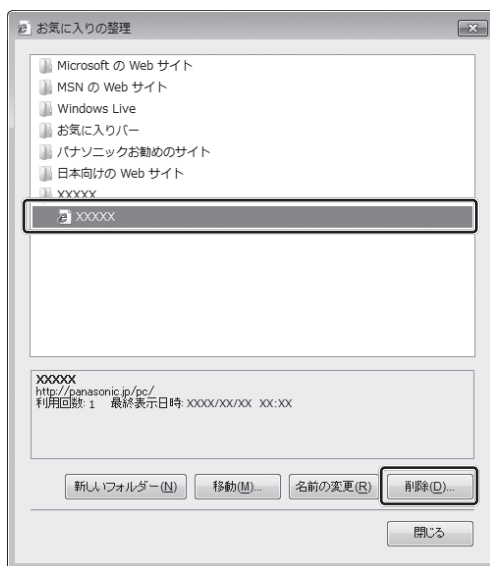 お気に入りの整理
Microsoft の Web サイト
MSN の Web サイト
Windows Live
お気に入りバー
パナソニックお勧めのサイト
日本向けの Web サイト
XXXXX
XXXXX
XXXXX
http://panasonic.jp/pc/
利用回数: 1 最終表示日時: XXXX/XX/XX XX:XX
新しいフォルダー(N) 移動(M)... 名前の変更(R) 削除(D)...
閉じる